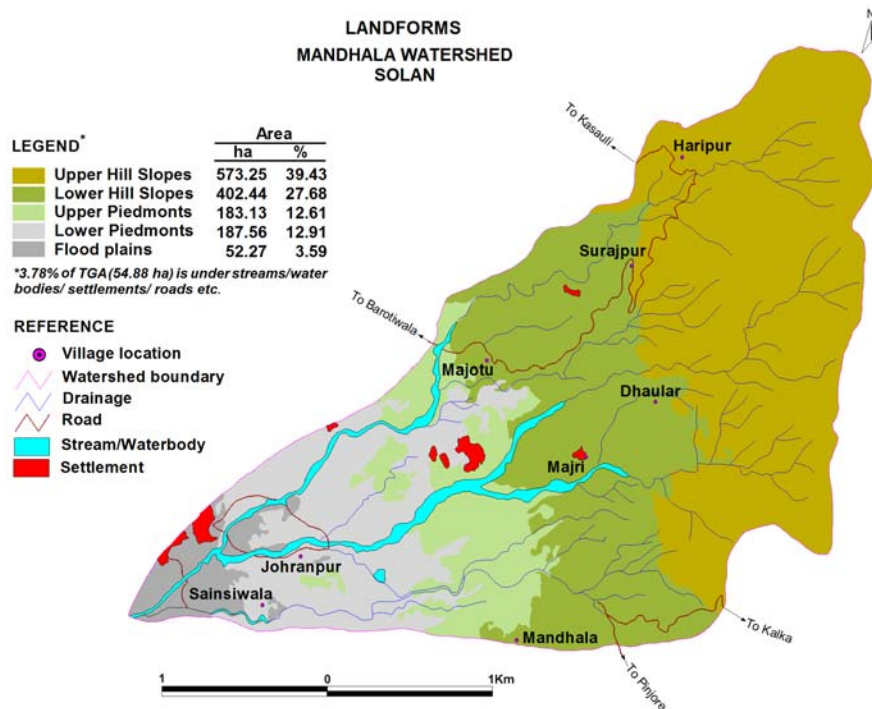 LANDFORMS
MANDHALA WATERSHED
SOLAN
N
LEGEND* Area
ha %
Upper Hill Slopes 573.25 39.43
Lower Hill Slopes 402.44 27.68
Upper Piedmonts 183.13 12.61
Lower Piedmonts 187.56 12.91
Flood plains 52.27 3.59
*3.78% of TGA (54.88 ha) is under streams/water
bodies/ settlements/ roads etc.
REFERENCE
Village location
Watershed boundary
Drainage
Road
Stream/Waterbody
Settlement
To Kasauli
Haripur
Surajpur
To Barotiwala
Majotu
Dhaular
Majri
Johranpur
Sainsiwala
Mandhala
To Kalka
To Pinjore
1 0 1Km